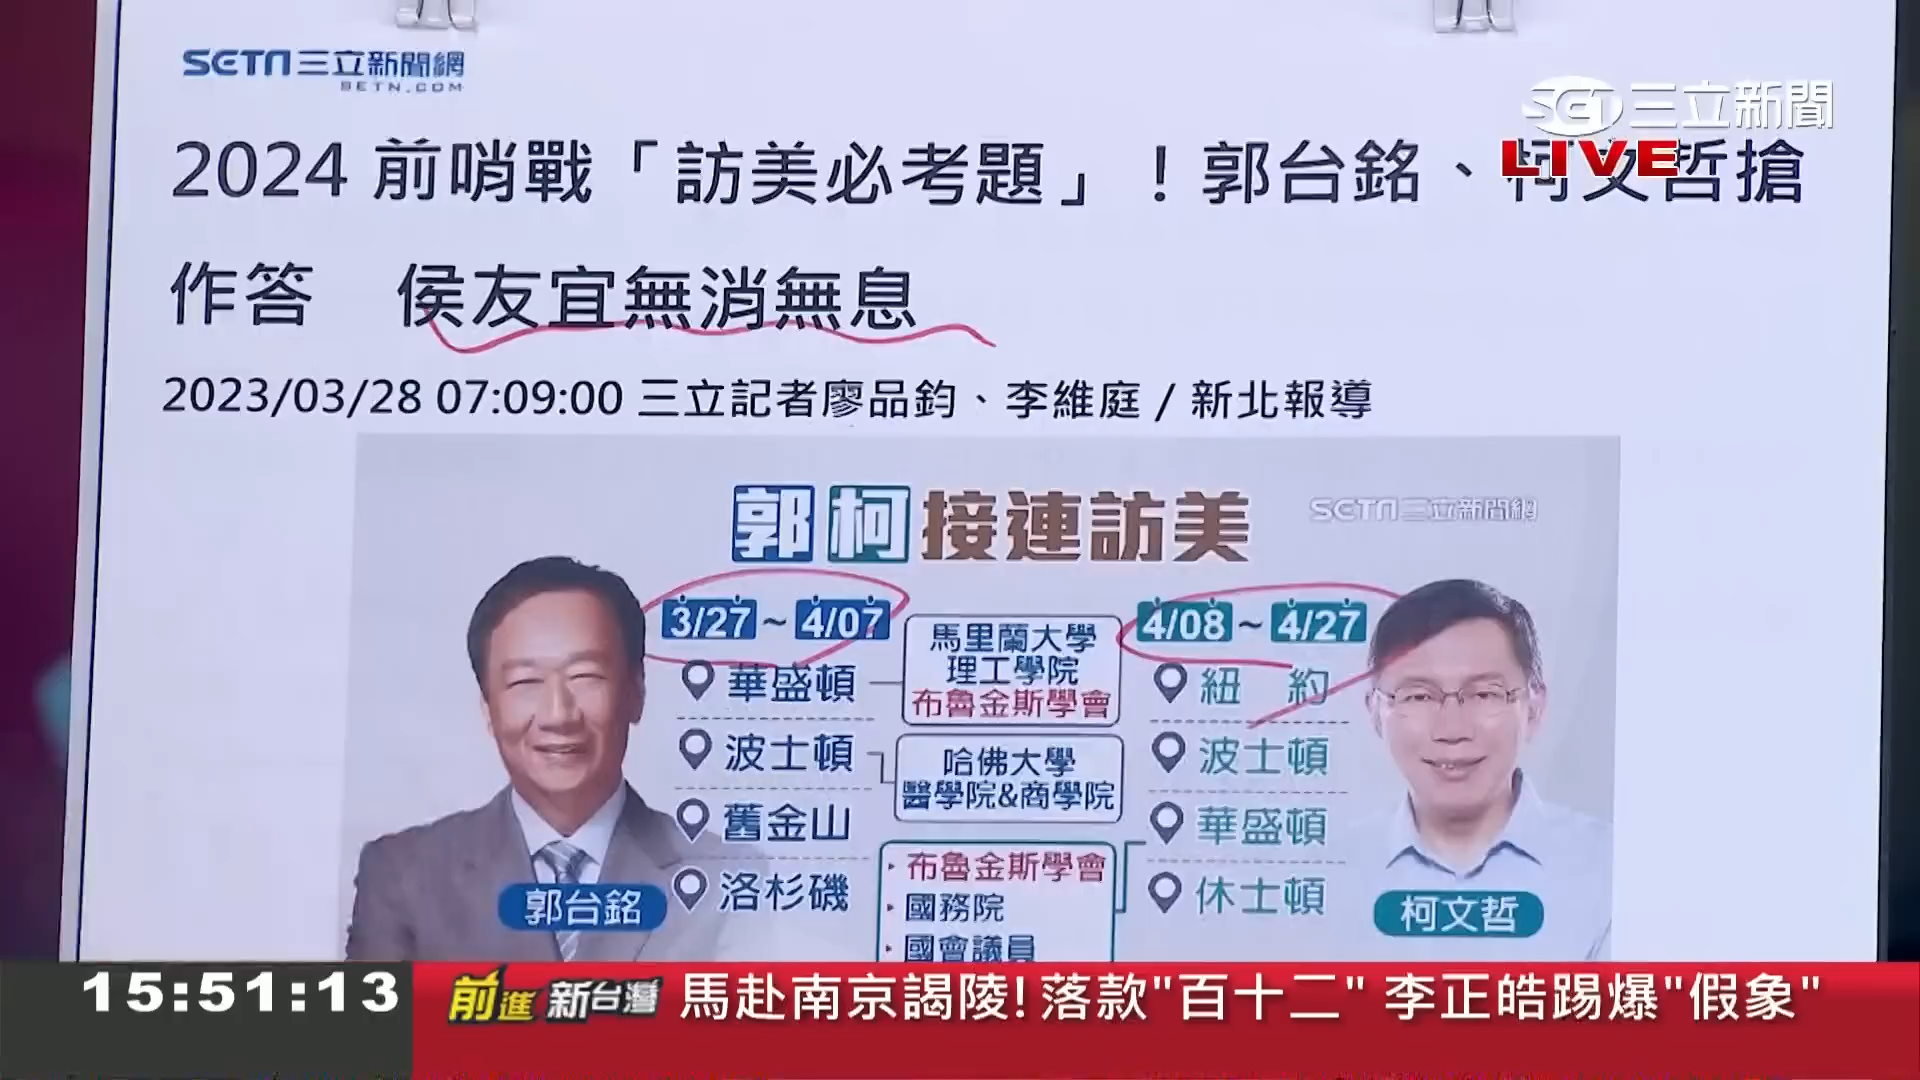 SETN三立新聞網
SETN.COM
SET三立新聞
LIVE
2024 前哨戰「訪美必考題」！郭台銘、柯文哲搶
作答 侯友宜無消無息
2023/03/28 07:09:00 三立記者廖品鈞、李維庭 / 新北報導
郭柯接連訪美
SETN三立新聞網
3/27～4/07
華盛頓
波士頓
舊金山
洛杉磯
郭台銘
馬里蘭大學
理工學院
布魯金斯學會
哈佛大學
醫學院&商學院
布魯金斯學會
國務院
國會議員
4/08～4/27
紐 約
波士頓
華盛頓
休士頓
柯文哲
15:51:13
前進新台灣
馬赴南京謁陵!落款"百十二" 李正皓踢爆"假象"